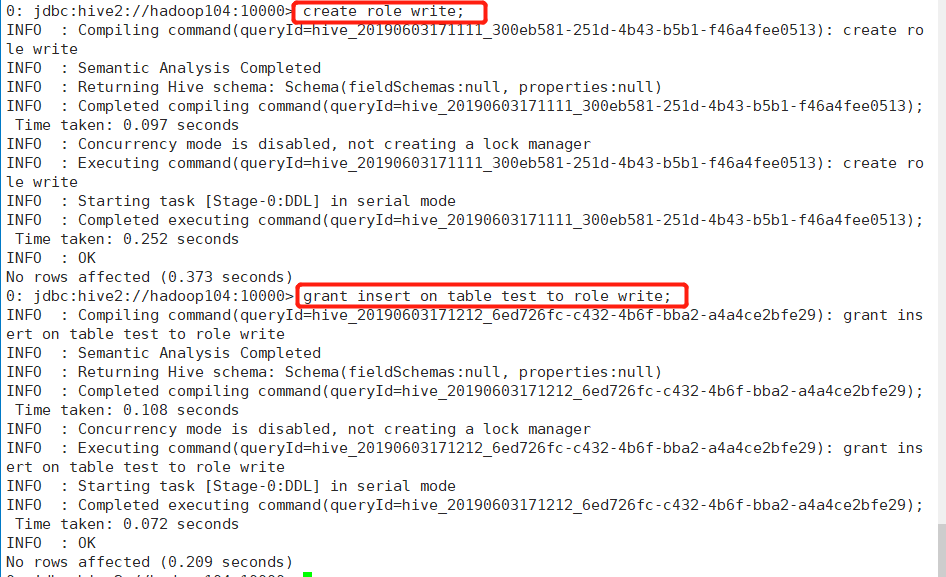 0: jdbc:hive2://hadoop104:10000> create role write;
INFO  : Compiling command(queryId=hive_20190603171111_300eb581-251d-4b43-b5b1-f46a4fee0513): create ro
le write
INFO  : Semantic Analysis Completed
INFO  : Returning Hive schema: Schema(fieldSchemas:null, properties:null)
INFO  : Completed compiling command(queryId=hive_20190603171111_300eb581-251d-4b43-b5b1-f46a4fee0513);
 Time taken: 0.097 seconds
INFO  : Concurrency mode is disabled, not creating a lock manager
INFO  : Executing command(queryId=hive_20190603171111_300eb581-251d-4b43-b5b1-f46a4fee0513): create ro
le write
INFO  : Starting task [Stage-0:DDL] in serial mode
INFO  : Completed executing command(queryId=hive_20190603171111_300eb581-251d-4b43-b5b1-f46a4fee0513);
 Time taken: 0.252 seconds
INFO  : OK
No rows affected (0.373 seconds)
0: jdbc:hive2://hadoop104:10000> grant insert on table test to role write;
INFO  : Compiling command(queryId=hive_20190603171212_6ed726fc-c432-4b6f-bba2-a4a4ce2bfe29): grant ins
ert on table test to role write
INFO  : Semantic Analysis Completed
INFO  : Returning Hive schema: Schema(fieldSchemas:null, properties:null)
INFO  : Completed compiling command(queryId=hive_20190603171212_6ed726fc-c432-4b6f-bba2-a4a4ce2bfe29);
 Time taken: 0.108 seconds
INFO  : Concurrency mode is disabled, not creating a lock manager
INFO  : Executing command(queryId=hive_20190603171212_6ed726fc-c432-4b6f-bba2-a4a4ce2bfe29): grant ins
ert on table test to role write
INFO  : Starting task [Stage-0:DDL] in serial mode
INFO  : Completed executing command(queryId=hive_20190603171212_6ed726fc-c432-4b6f-bba2-a4a4ce2bfe29);
 Time taken: 0.072 seconds
INFO  : OK
No rows affected (0.209 seconds)